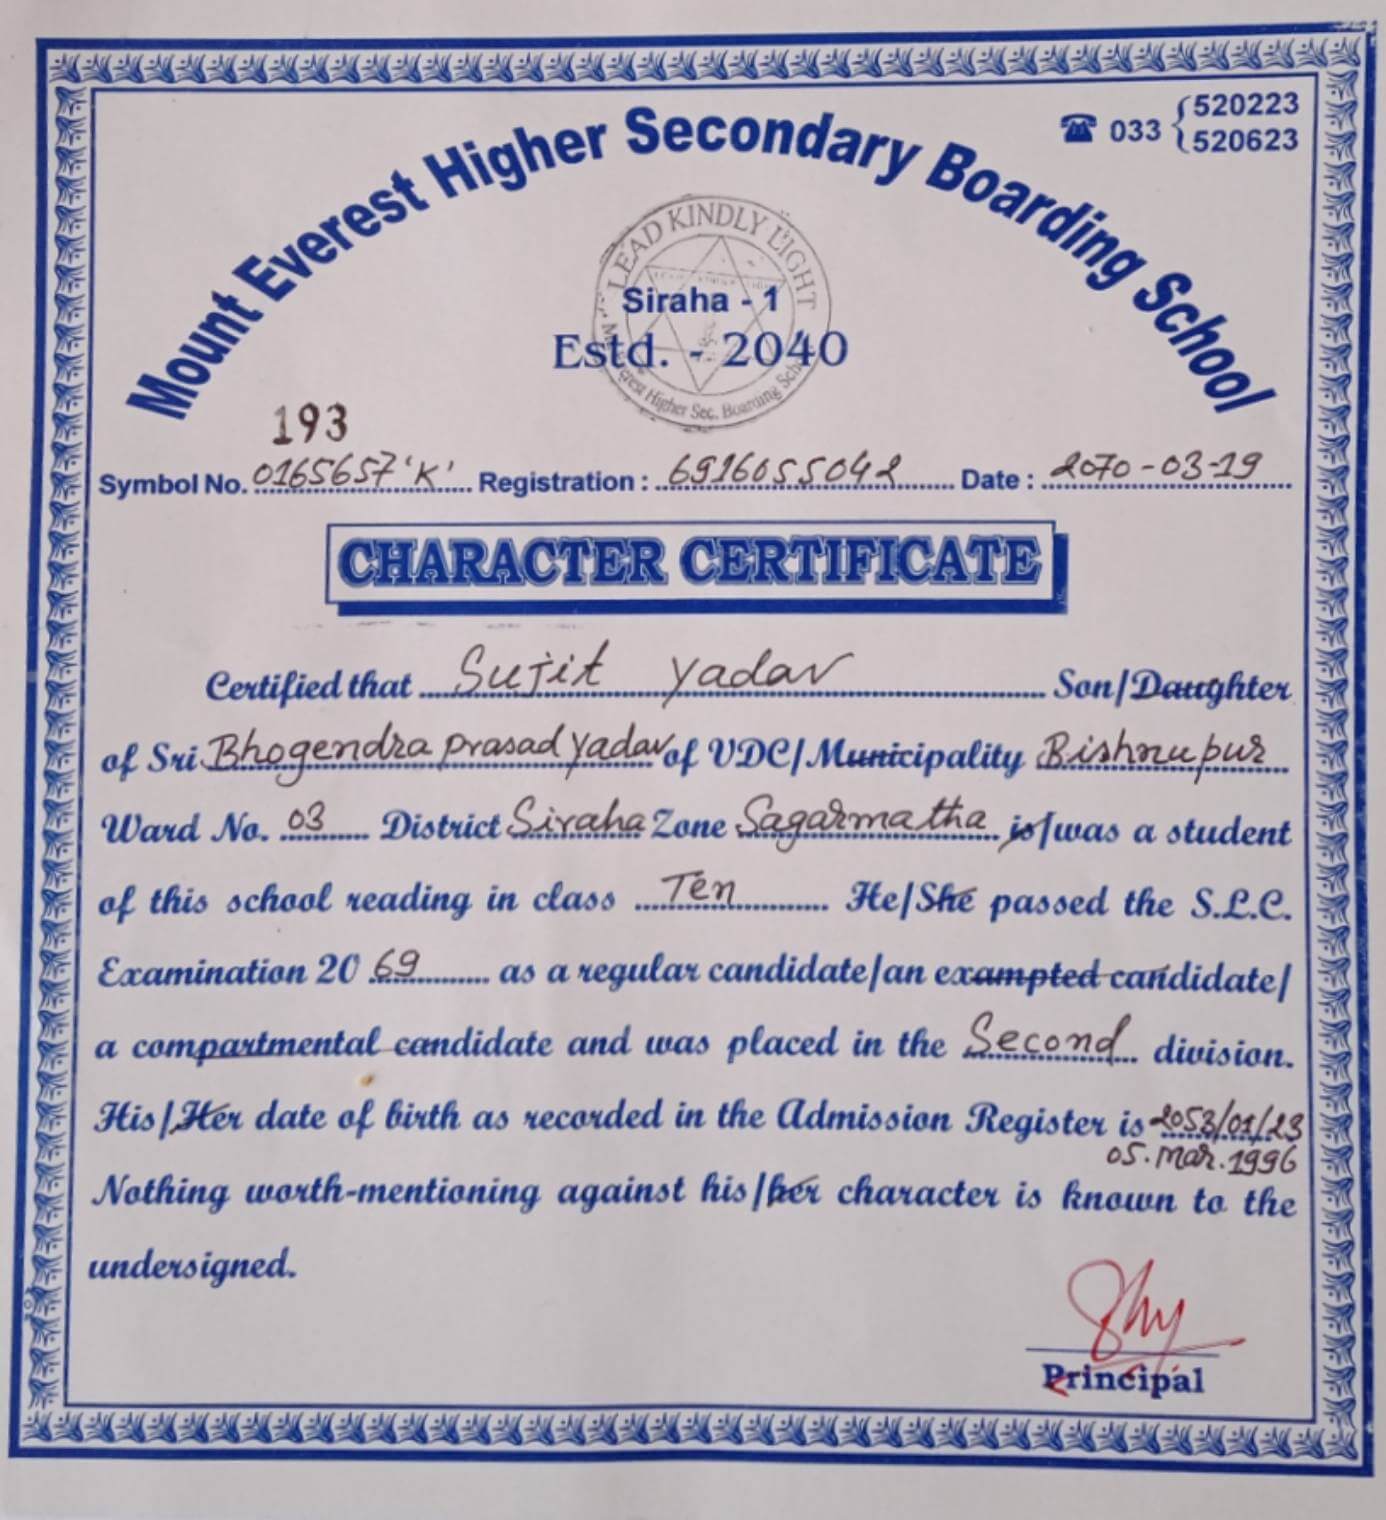 Mount Everest Higher Secondary Boarding School
☎ 033 { 520223
520623
LEAD KINDLY LIGHT
Siraha - 1
Estd. - 2040
Higher Sec. Boarding
193
Symbol No. 0165657 'K' Registration : 6916055042 Date : 2070-03-19
CHARACTER CERTIFICATE
Certified that Sujit Yadav Son/Daughter
of Sri Bhogendra Prasad Yadav of VDC/Municipality Bishnupur
Ward No. 03 District Siraha Zone Sagarmatha is/was a student
of this school reading in class Ten He/She passed the S.L.C.
Examination 20 69 as a regular candidate/an exampted candidate/
a compartmental candidate and was placed in the Second division.
His/Her date of birth as recorded in the Admission Register is 2053/01/23
05. Mar. 1996
Nothing worth-mentioning against his/her character is known to the
undersigned.
Principal